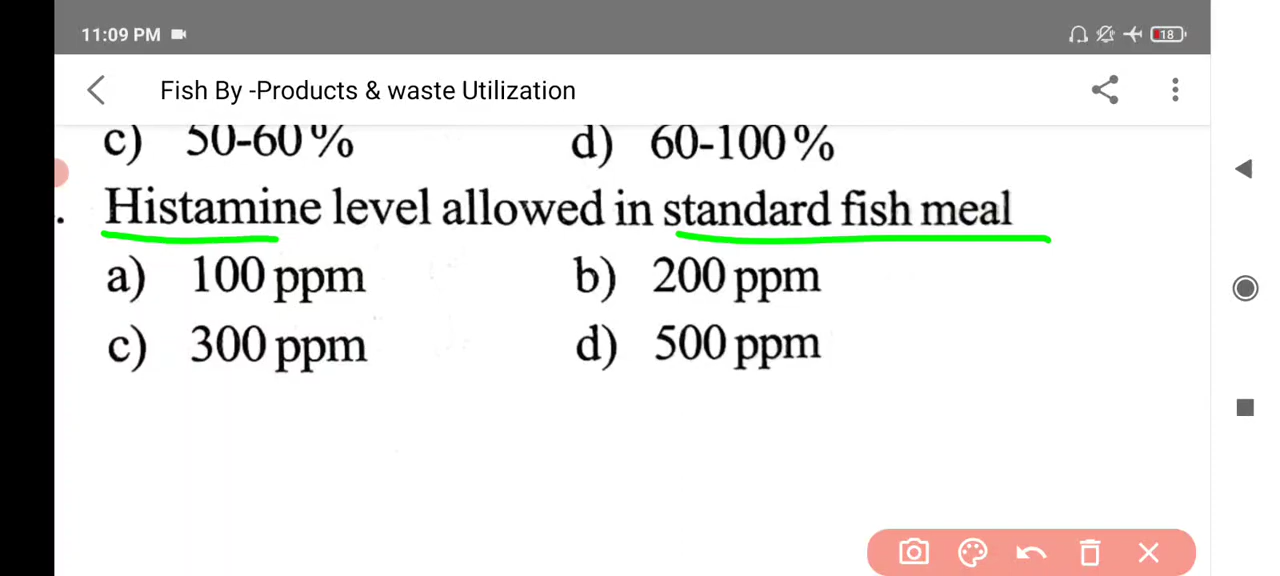 11:09 PM 18
Fish By -Products & waste Utilization
c) 50-60% d) 60-100%
. Histamine level allowed in standard fish meal
a) 100 ppm b) 200 ppm
c) 300 ppm d) 500 ppm